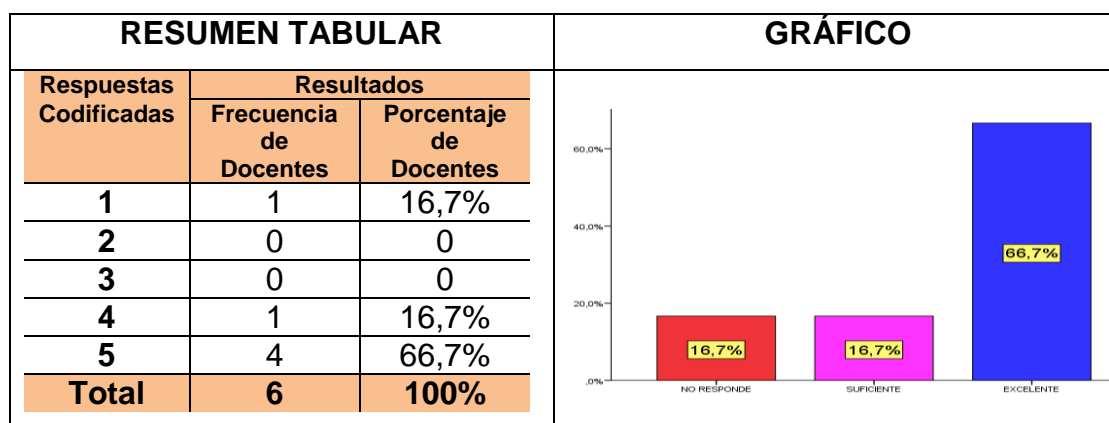 RESUMEN TABULAR
GRÁFICO
Respuestas Codificadas
Resultados
Frecuencia de Docentes
Porcentaje de Docentes
1 1 16,7%
2 0 0
3 0 0
4 1 16,7%
5 4 66,7%
Total 6 100%
60,0%
40,0%
20,0%
,0%
16,7% 16,7% 66,7%
NO RESPONDE SUFICIENTE EXCELENTE